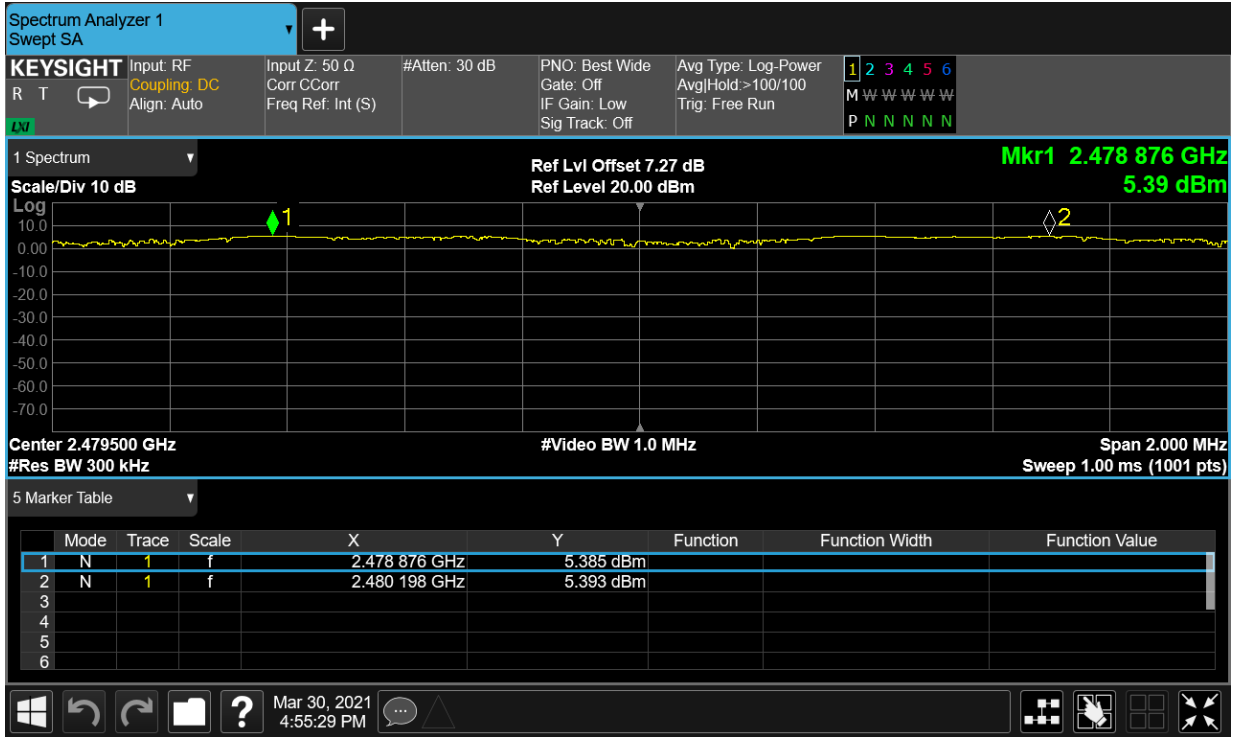 Spectrum Analyzer 1
Swept SA
KEYSIGHT Input: RF Input Z: 50 Ω #Atten: 30 dB PNO: Best Wide Avg Type: Log-Power 1 2 3 4 5 6
R T Coupling: DC Corr CCorr Gate: Off Avg|Hold:>100/100 M W W W W W
Align: Auto Freq Ref: Int (S) IF Gain: Low Trig: Free Run
LXI Sig Track: Off P N N N N N
1 Spectrum Ref Lvl Offset 7.27 dB Mkr1 2.478 876 GHz
Scale/Div 10 dB Ref Level 20.00 dBm 5.39 dBm
Log
1 2
10.0
0.00
-10.0
-20.0
-30.0
-40.0
-50.0
-60.0
-70.0
Center 2.479500 GHz #Video BW 1.0 MHz Span 2.000 MHz
#Res BW 300 kHz Sweep 1.00 ms (1001 pts)
5 Marker Table
Mode Trace Scale X Y Function Function Width Function Value
1 N 1 f 2.478 876 GHz 5.385 dBm
2 N 1 f 2.480 198 GHz 5.393 dBm
3
4
5
6
? Mar 30, 2021
4:55:29 PM